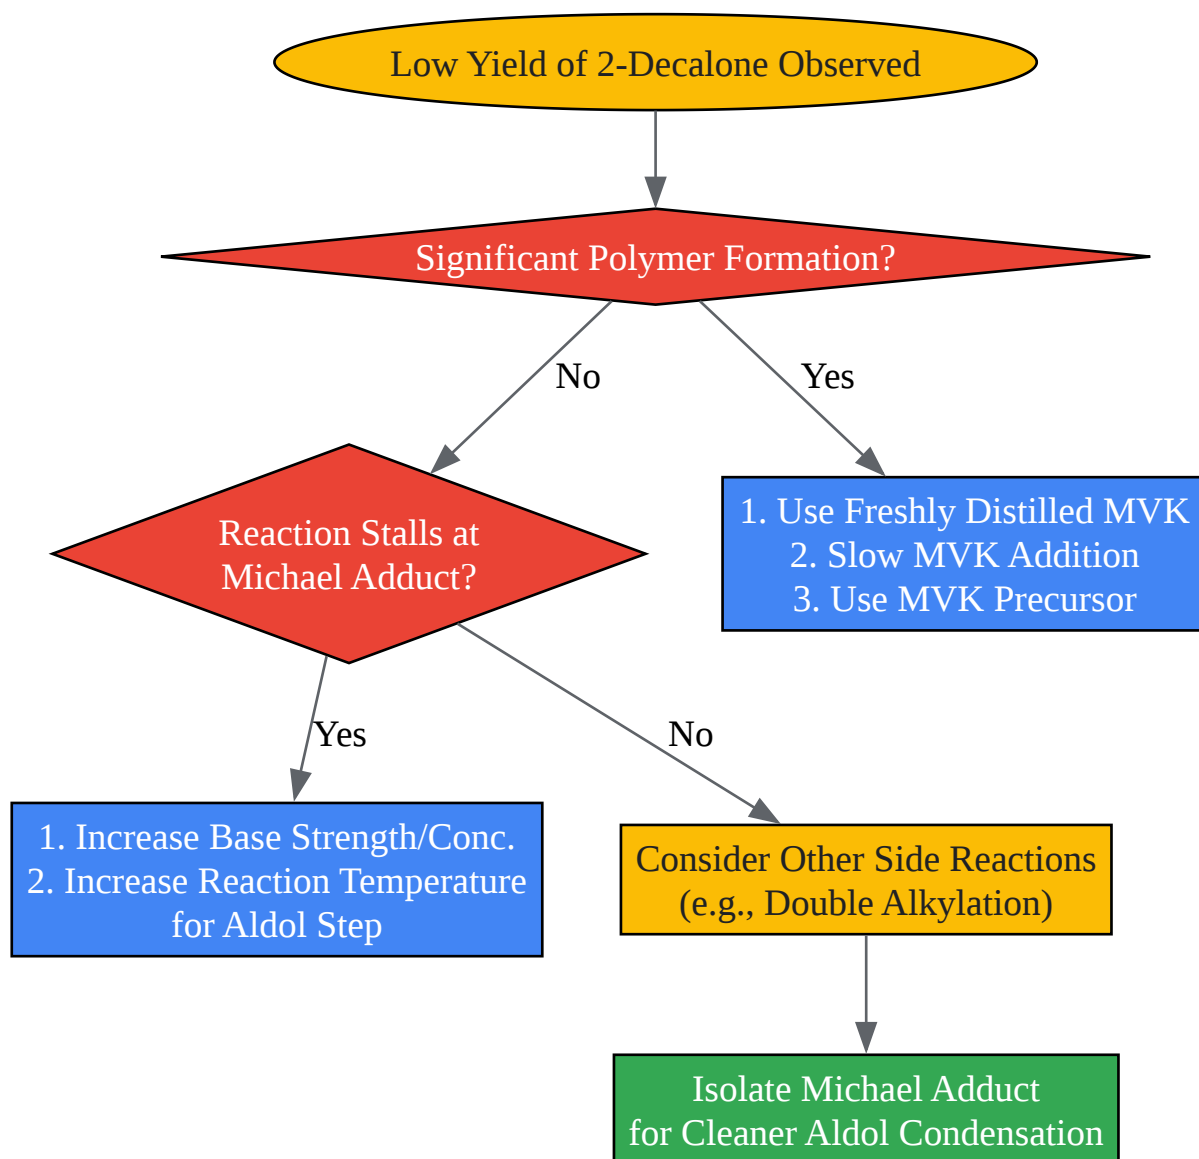 Low Yield of 2-Decalone Observed
Significant Polymer Formation?
No
Yes
Reaction Stalls at
Michael Adduct?
1. Use Freshly Distilled MVK
2. Slow MVK Addition
3. Use MVK Precursor
Yes
No
1. Increase Base Strength/Conc.
2. Increase Reaction Temperature
for Aldol Step
Consider Other Side Reactions
(e.g., Double Alkylation)
Isolate Michael Adduct
for Cleaner Aldol Condensation